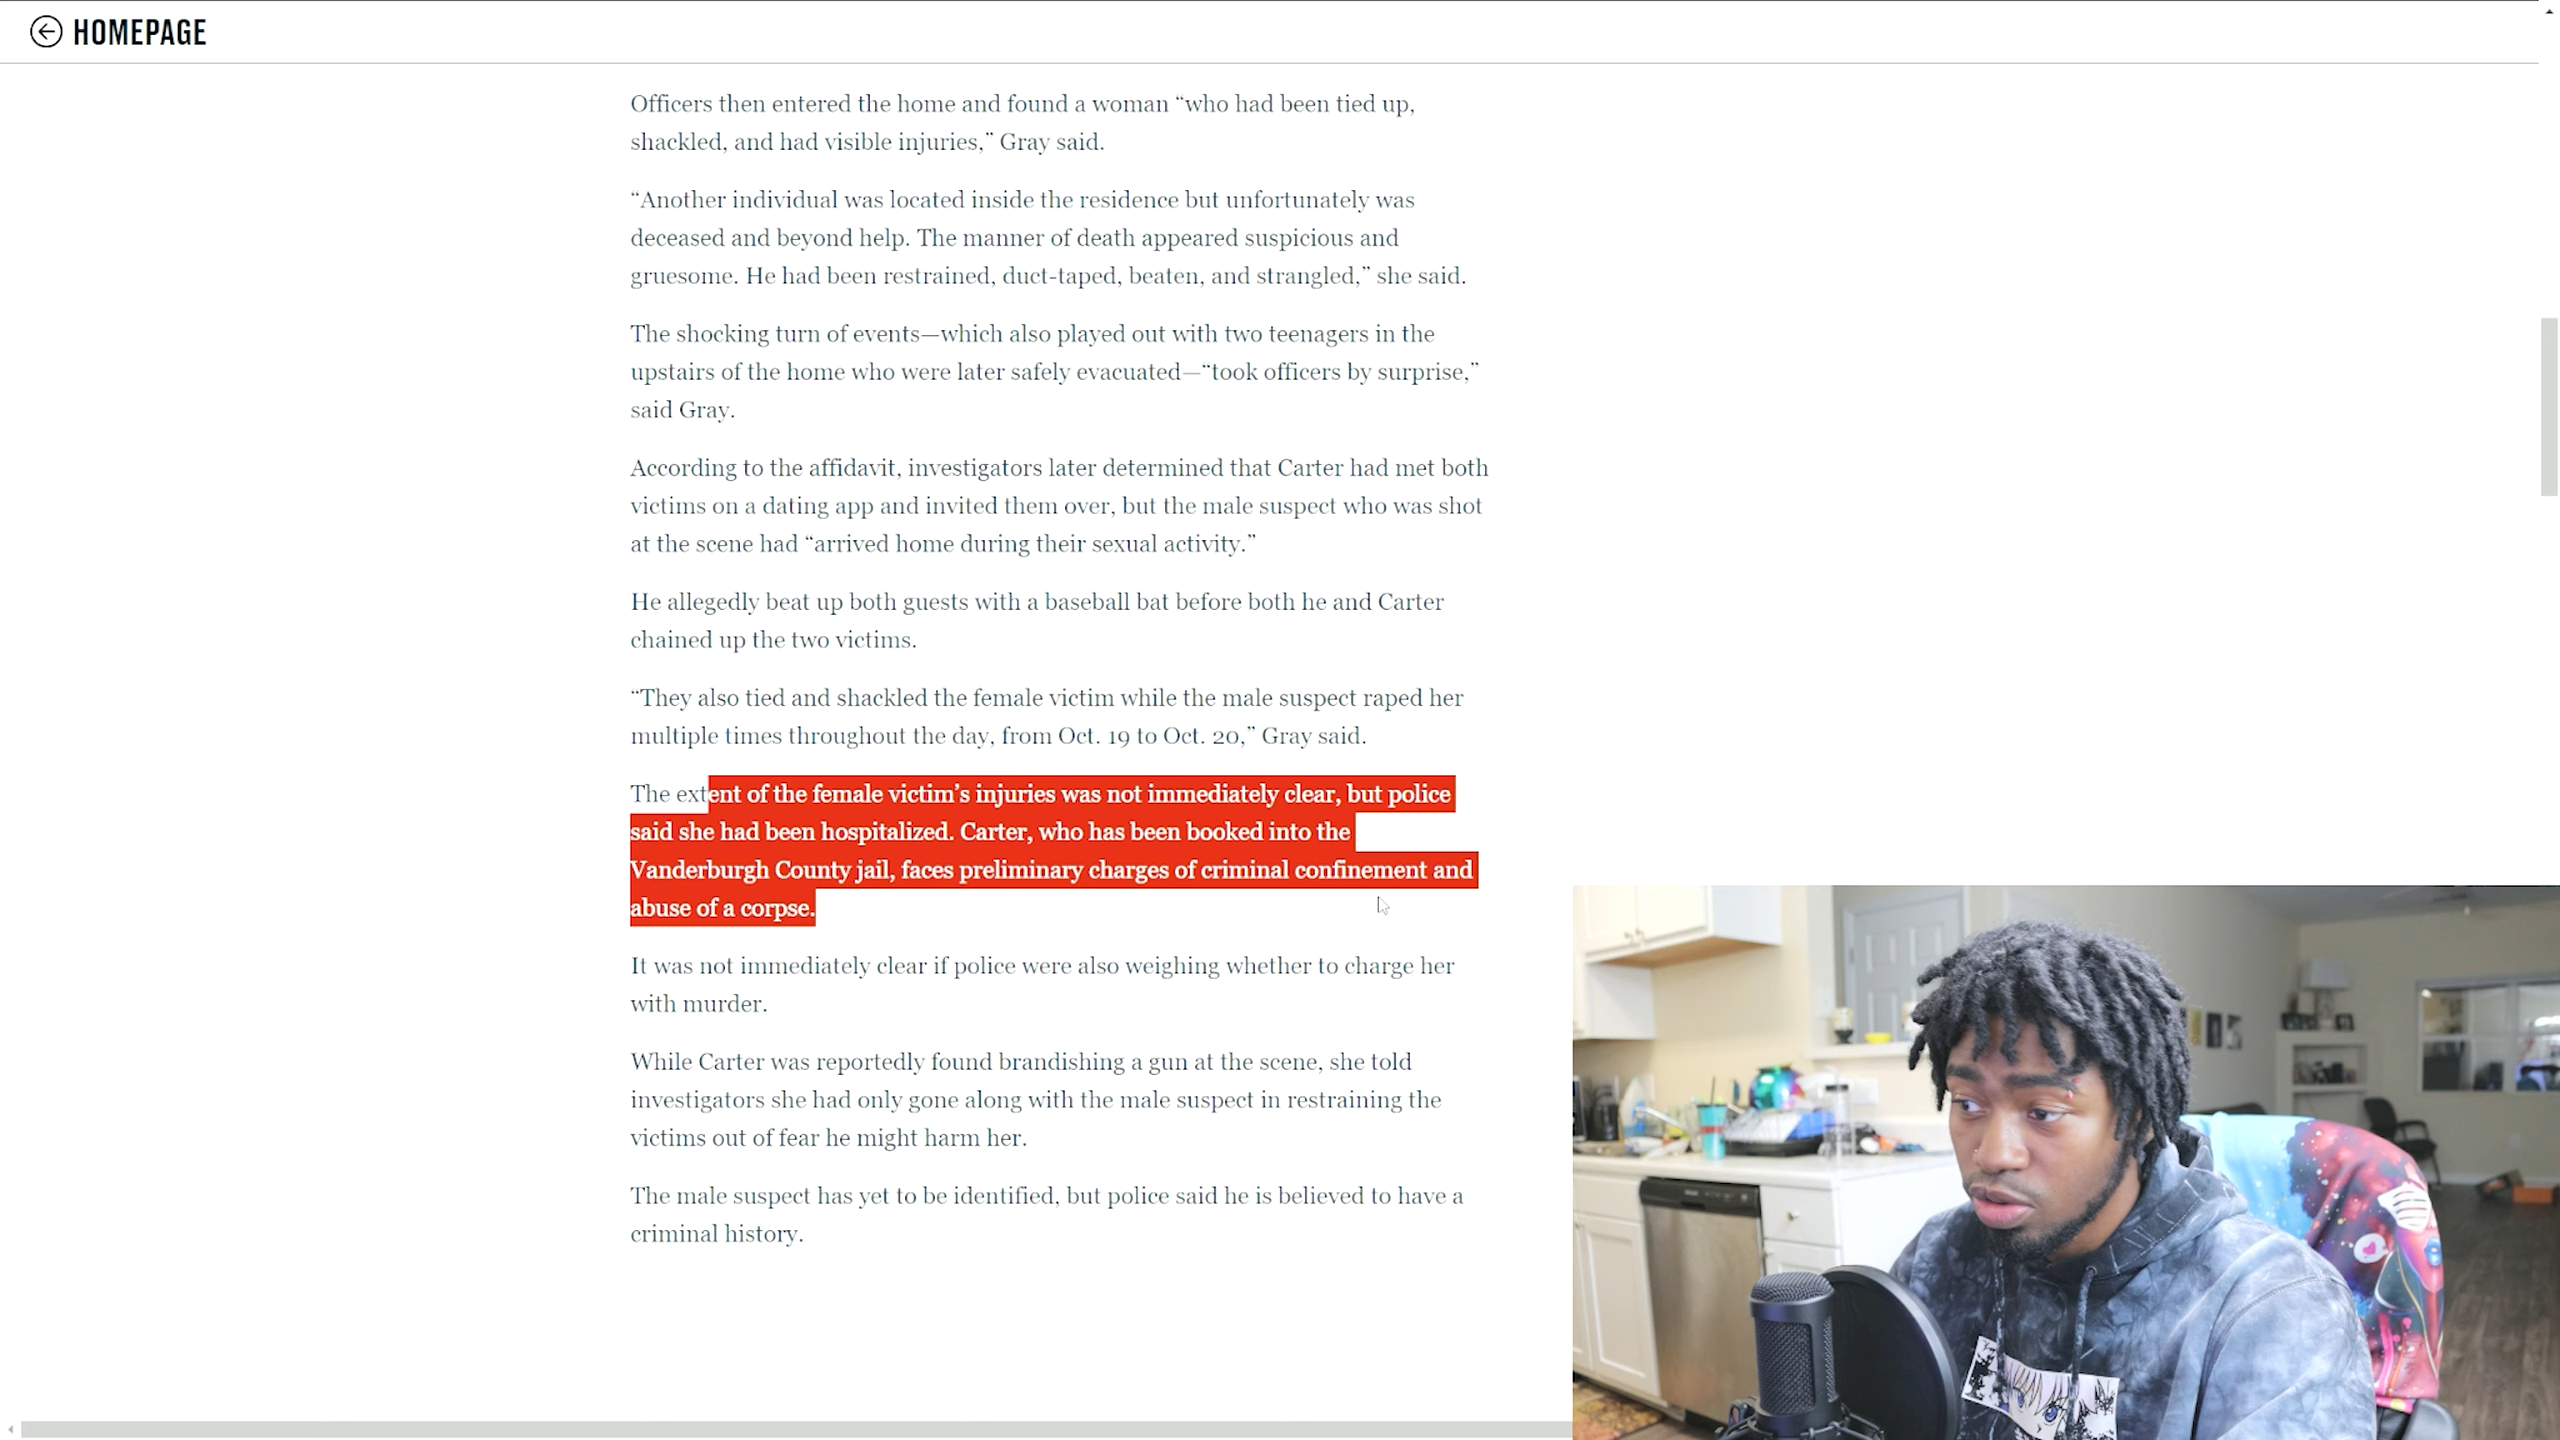 HOMEPAGE
Officers then entered the home and found a woman “who had been tied up,
shackled, and had visible injuries,” Gray said.
“Another individual was located inside the residence but unfortunately was
deceased and beyond help. The manner of death appeared suspicious and
gruesome. He had been restrained, duct-taped, beaten, and strangled,” she said.
The shocking turn of events—which also played out with two teenagers in the
upstairs of the home who were later safely evacuated—“took officers by surprise,”
said Gray.
According to the affidavit, investigators later determined that Carter had met both
victims on a dating app and invited them over, but the male suspect who was shot
at the scene had “arrived home during their sexual activity.”
He allegedly beat up both guests with a baseball bat before both he and Carter
chained up the two victims.
“They also tied and shackled the female victim while the male suspect raped her
multiple times throughout the day, from Oct. 19 to Oct. 20,” Gray said.
The extent of the female victim’s injuries was not immediately clear, but police
said she had been hospitalized. Carter, who has been booked into the
Vanderburgh County jail, faces preliminary charges of criminal confinement and
abuse of a corpse.
It was not immediately clear if police were also weighing whether to charge her
with murder.
While Carter was reportedly found brandishing a gun at the scene, she told
investigators she had only gone along with the male suspect in restraining the
victims out of fear he might harm her.
The male suspect has yet to be identified, but police said he is believed to have a
criminal history.